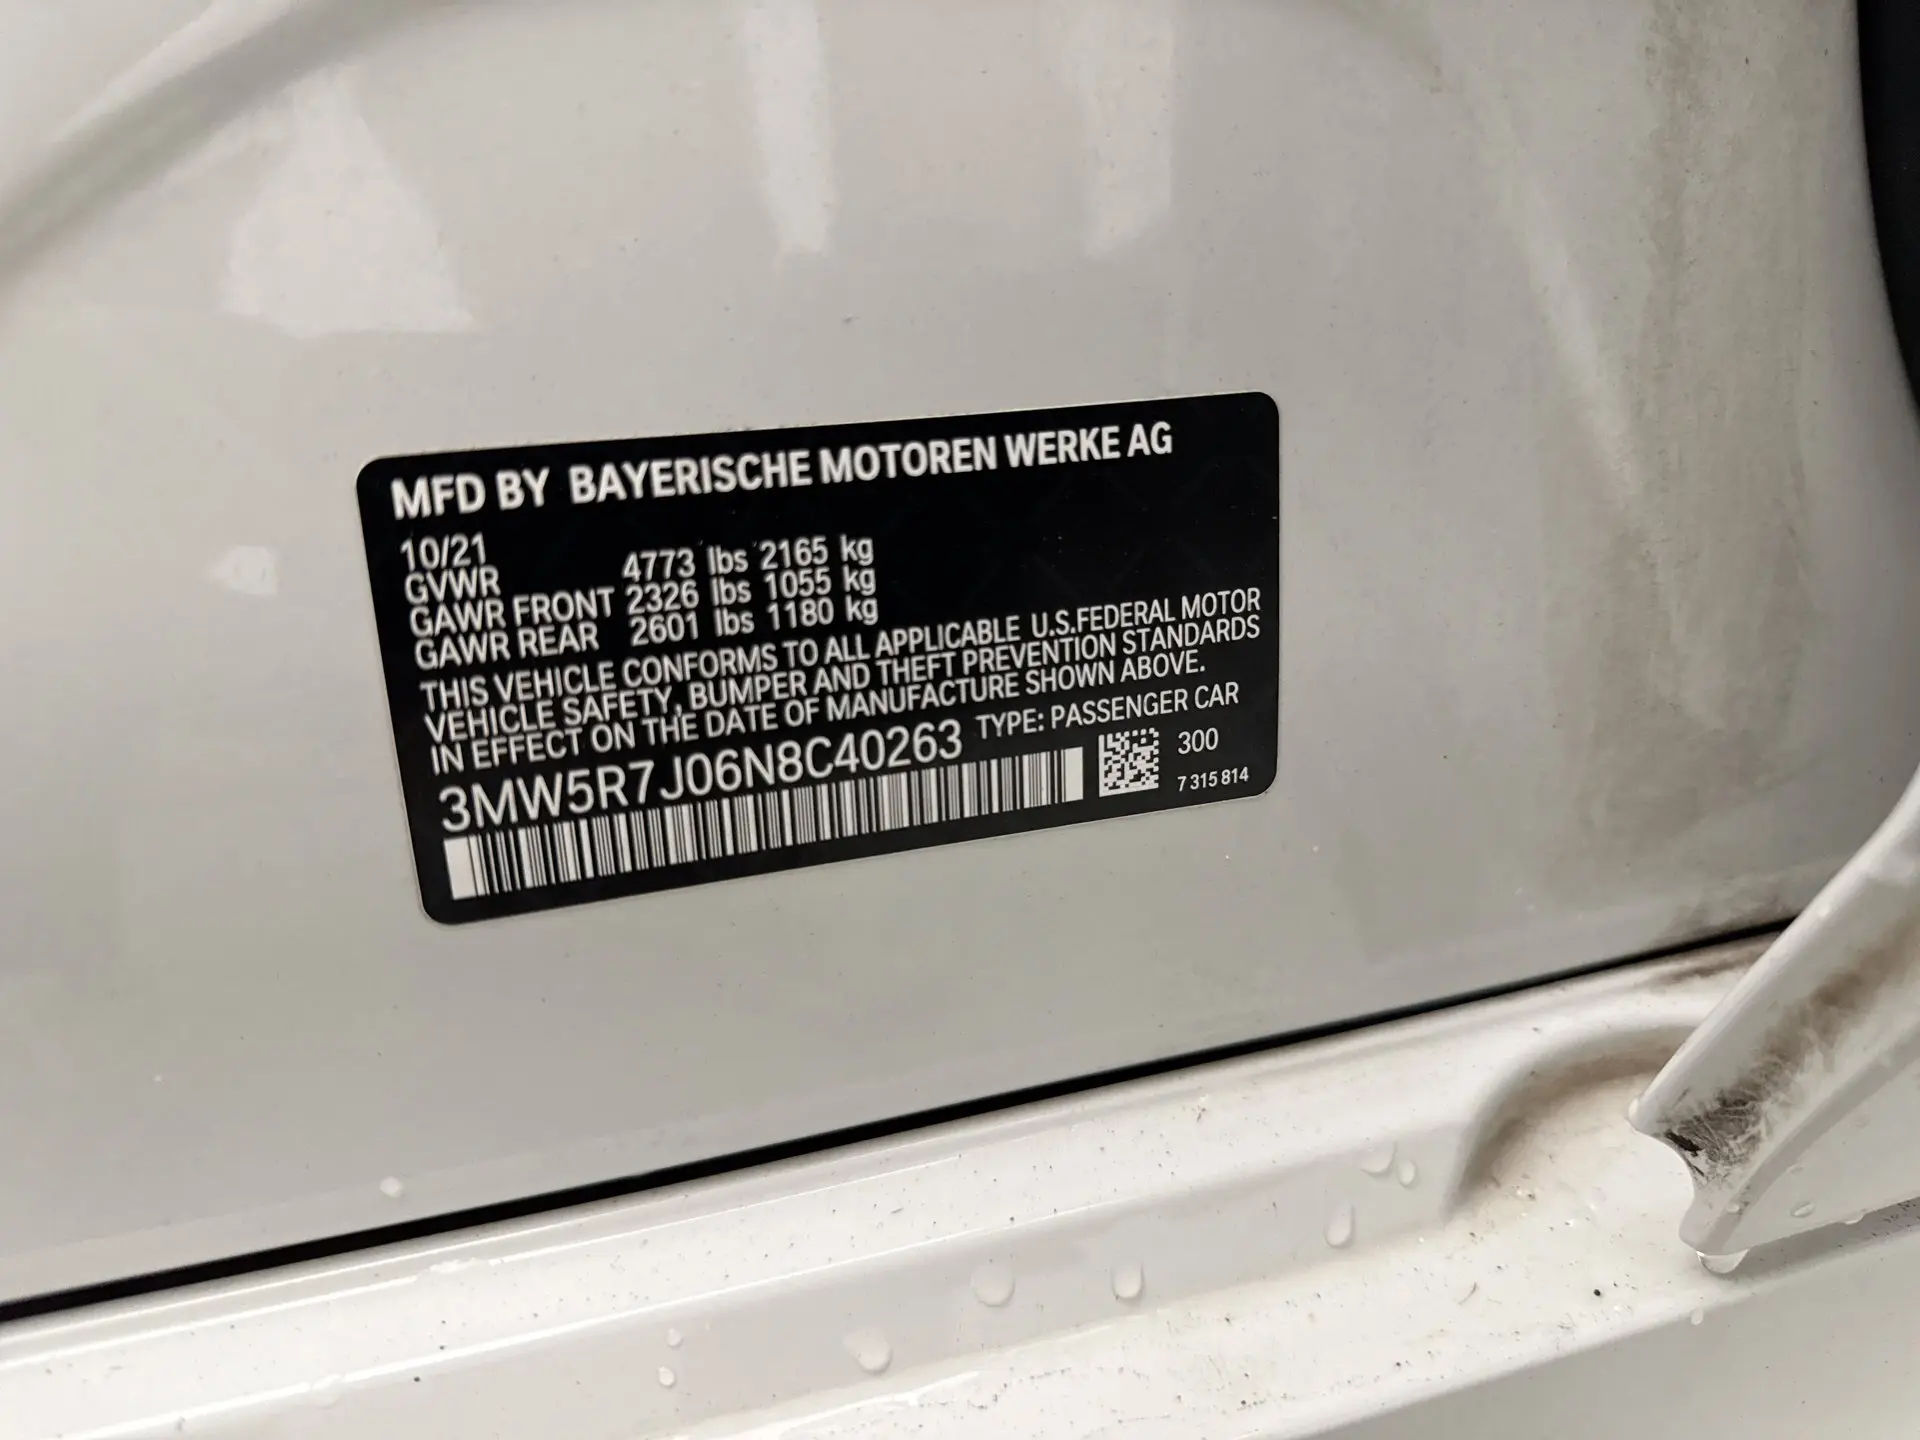 MFD BY BAYERISCHE MOTOREN WERKE AG
10/21
GVWR 4773 lbs 2165 kg
GAWR FRONT 2326 lbs 1055 kg
GAWR REAR 2601 lbs 1180 kg
THIS VEHICLE CONFORMS TO ALL APPLICABLE U.S.FEDERAL MOTOR
VEHICLE SAFETY, BUMPER AND THEFT PREVENTION STANDARDS
IN EFFECT ON THE DATE OF MANUFACTURE SHOWN ABOVE.
3MW5R7J06N8C40263 TYPE: PASSENGER CAR
300
7 315 814